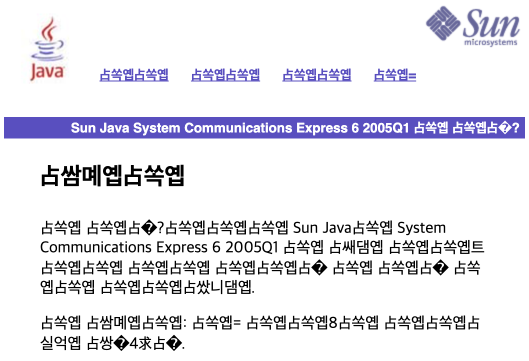 Java
Sun
microsystems
占쏙옙占쏙옙 占쏙옙占쏙옙 占쏙옙占쏙옙 占쏙옙=
Sun Java System Communications Express 6 2005Q1 占쏙옙 占쏙옙占�?
占쌈몌옙占쏙옙
占쏙옙 占쏙옙占�?占쏙옙占쏙옙占쏙옙 Sun Java占쏙옙 System
Communications Express 6 2005Q1 占쏙옙 占쌔댐옙 占쏙옙占쏙옙트
占쏙옙占쏙옙 占쏙옙占쏙옙 占쏙옙占쏙옙占� 占쏙옙 占쏙옙占� 占쏙
옙占쏙옙 占쏙옙占쏙옙占쌌니댐옙.
占쏙옙 占쌈몌옙占쏙옙: 占쏙옙= 占쏙옙占쏙옙8占쏙옙 占쏙옙占쏙옙占
실억옙 占쌍�4求占�.